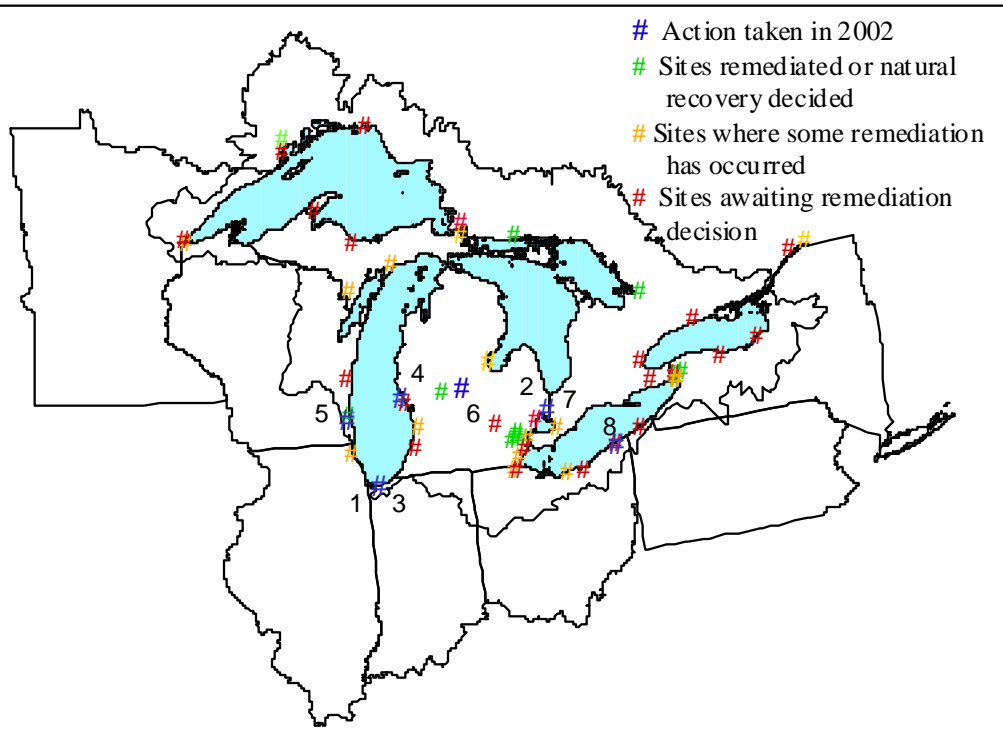 # Action taken in 2002
# Sites remediated or natural
recovery decided
# Sites where some remediation
has occurred
# Sites awaiting remediation
decision
4
2
7
5
6
8
1
3